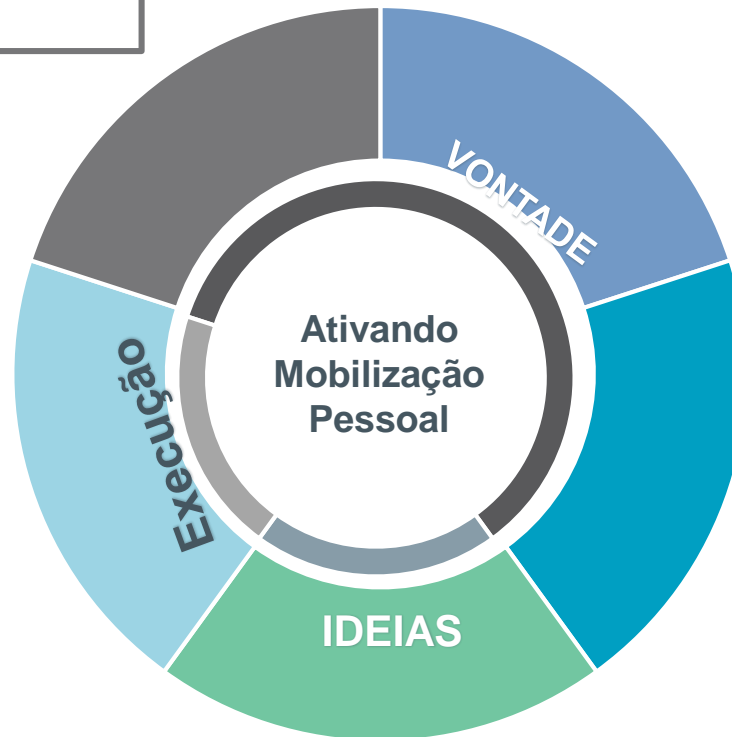 VONTADE
Ativando
Mobilização
Pessoal
Execução
IDEIAS